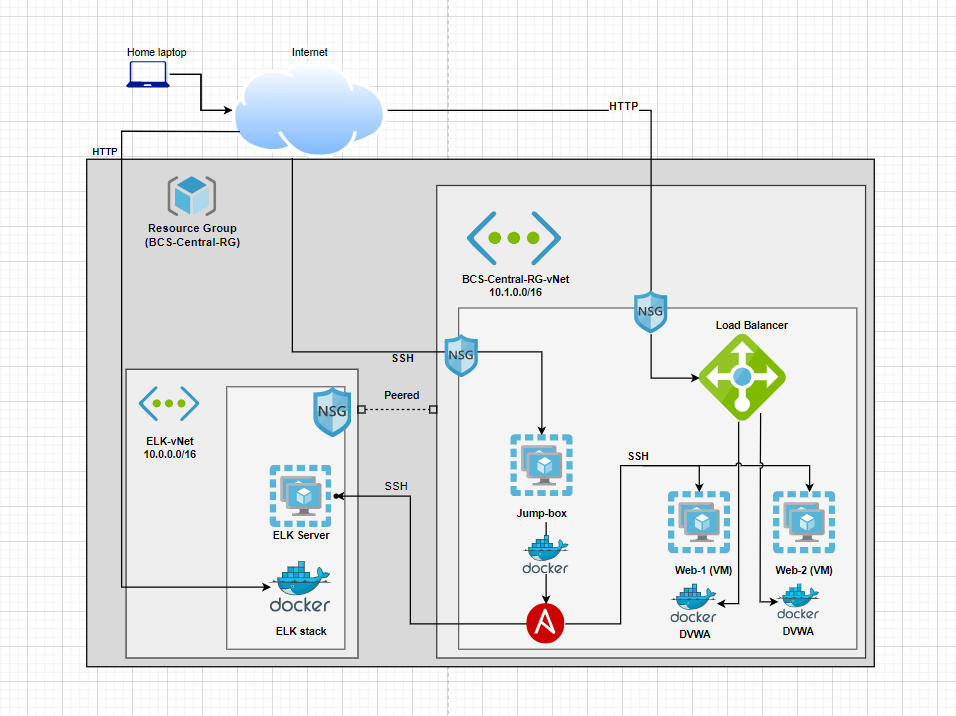 Home laptop
Internet
HTTP
HTTP
Resource Group
(BCS-Central-RG)
BCS-Central-RG-vNet
10.1.0.0/16
NSG
Load Balancer
SSH
NSG
Peered
NSG
ELK-vNet
10.0.0.0/16
SSH
SSH
Jump-box
ELK Server
docker
Web-1 (VM)
Web-2 (VM)
docker
ELK stack
A
docker
DVWA
docker
DVWA